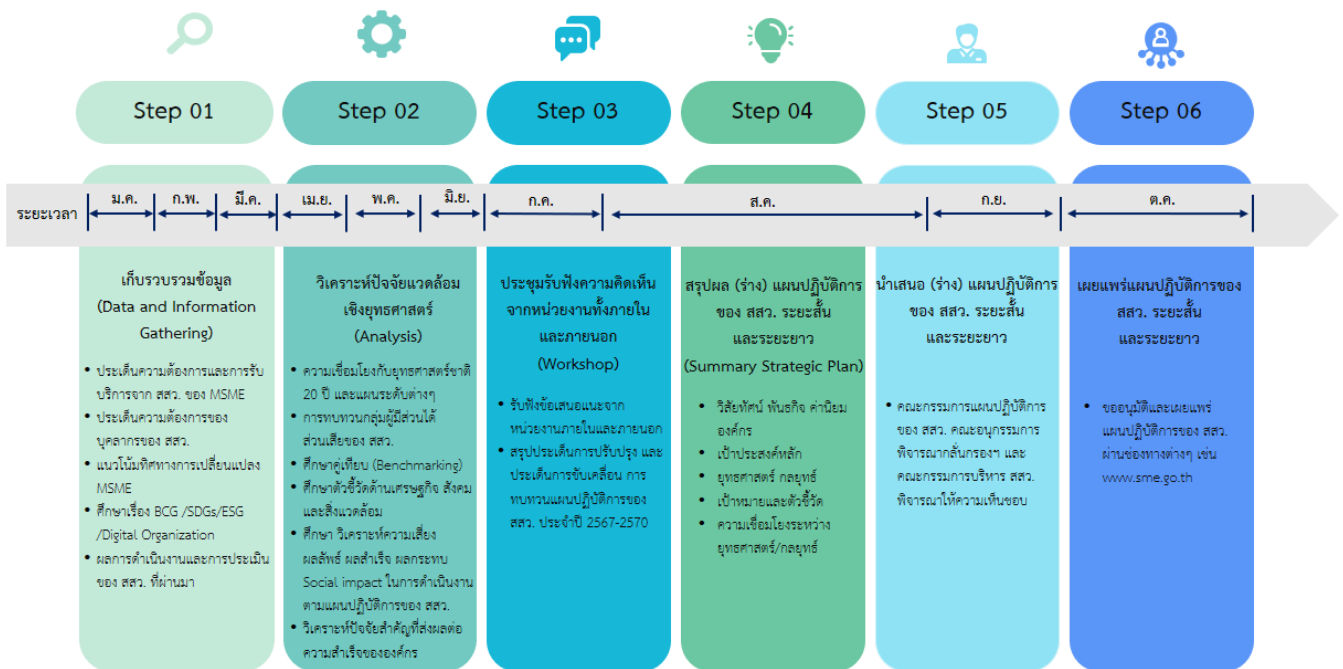 Step 01
Step 02
Step 03
Step 04
Step 05
Step 06
ระยะเวลา
ม.ค.
ก.พ.
มี.ค.
เม.ย.
พ.ค.
มิ.ย.
ก.ค.
ส.ค.
ก.ย.
ต.ค.
เก็บรวบรวมข้อมูล
(Data and Information
Gathering)
• ประเด็นความต้องการและการรับ
บริการจาก สสว. ของ MSME
• ประเด็นความต้องการของ
บุคลากรของ สสว.
• แนวโน้มทิศทางการเปลี่ยนแปลง
MSME
• ศึกษาเรื่อง BCG /SDGs/ESG
/Digital Organization
• ผลการดำเนินงานและการประเมิน
ของ สสว. ที่ผ่านมา
วิเคราะห์ปัจจัยแวดล้อม
เชิงยุทธศาสตร์
(Analysis)
• ความเชื่อมโยงกับยุทธศาสตร์ชาติ
20 ปี และแผนระดับต่างๆ
• การทบทวนกลุ่มผู้มีส่วนได้
ส่วนเสียของ สสว.
• ศึกษาคู่เทียบ (Benchmarking)
• ศึกษาตัวชี้วัดด้านเศรษฐกิจ สังคม
และสิ่งแวดล้อม
• ศึกษา วิเคราะห์ความเสี่ยง
ผลลัพธ์ ผลสำเร็จ ผลกระทบ
Social impact ในการดำเนินงาน
ตามแผนปฏิบัติการของ สสว.
• วิเคราะห์ปัจจัยสำคัญที่ส่งผลต่อ
ความสำเร็จขององค์กร
ประชุมรับฟังความคิดเห็น
จากหน่วยงานทั้งภายใน
และภายนอก
(Workshop)
• รับฟังข้อเสนอแนะจาก
หน่วยงานภายในและภายนอก
• สรุปประเด็นการปรับปรุง และ
ประเด็นการขับเคลื่อน การ
ทบทวนแผนปฏิบัติการของ
สสว. ประจำปี 2567-2570
สรุปผล (ร่าง) แผนปฏิบัติการ
ของ สสว. ระยะสั้น
และระยะยาว
(Summary Strategic Plan)
• วิสัยทัศน์ พันธกิจ ค่านิยม
องค์กร
• เป้าประสงค์หลัก
• ยุทธศาสตร์ กลยุทธ์
• เป้าหมายและตัวชี้วัด
• ความเชื่อมโยงระหว่าง
ยุทธศาสตร์/กลยุทธ์
นำเสนอ (ร่าง) แผนปฏิบัติการ
ของ สสว. ระยะสั้น
และระยะยาว
• คณะกรรมการแผนปฏิบัติการ
ของ สสว. คณะอนุกรรมการ
พิจารณากลั่นกรองฯ และ
คณะกรรมการบริหาร สสว.
พิจารณาให้ความเห็นชอบ
เผยแพร่แผนปฏิบัติการของ
สสว. ระยะสั้น
และระยะยาว
• ขออนุมัติและเผยแพร่
แผนปฏิบัติการของ สสว.
ผ่านช่องทางต่างๆ เช่น
www.sme.go.th